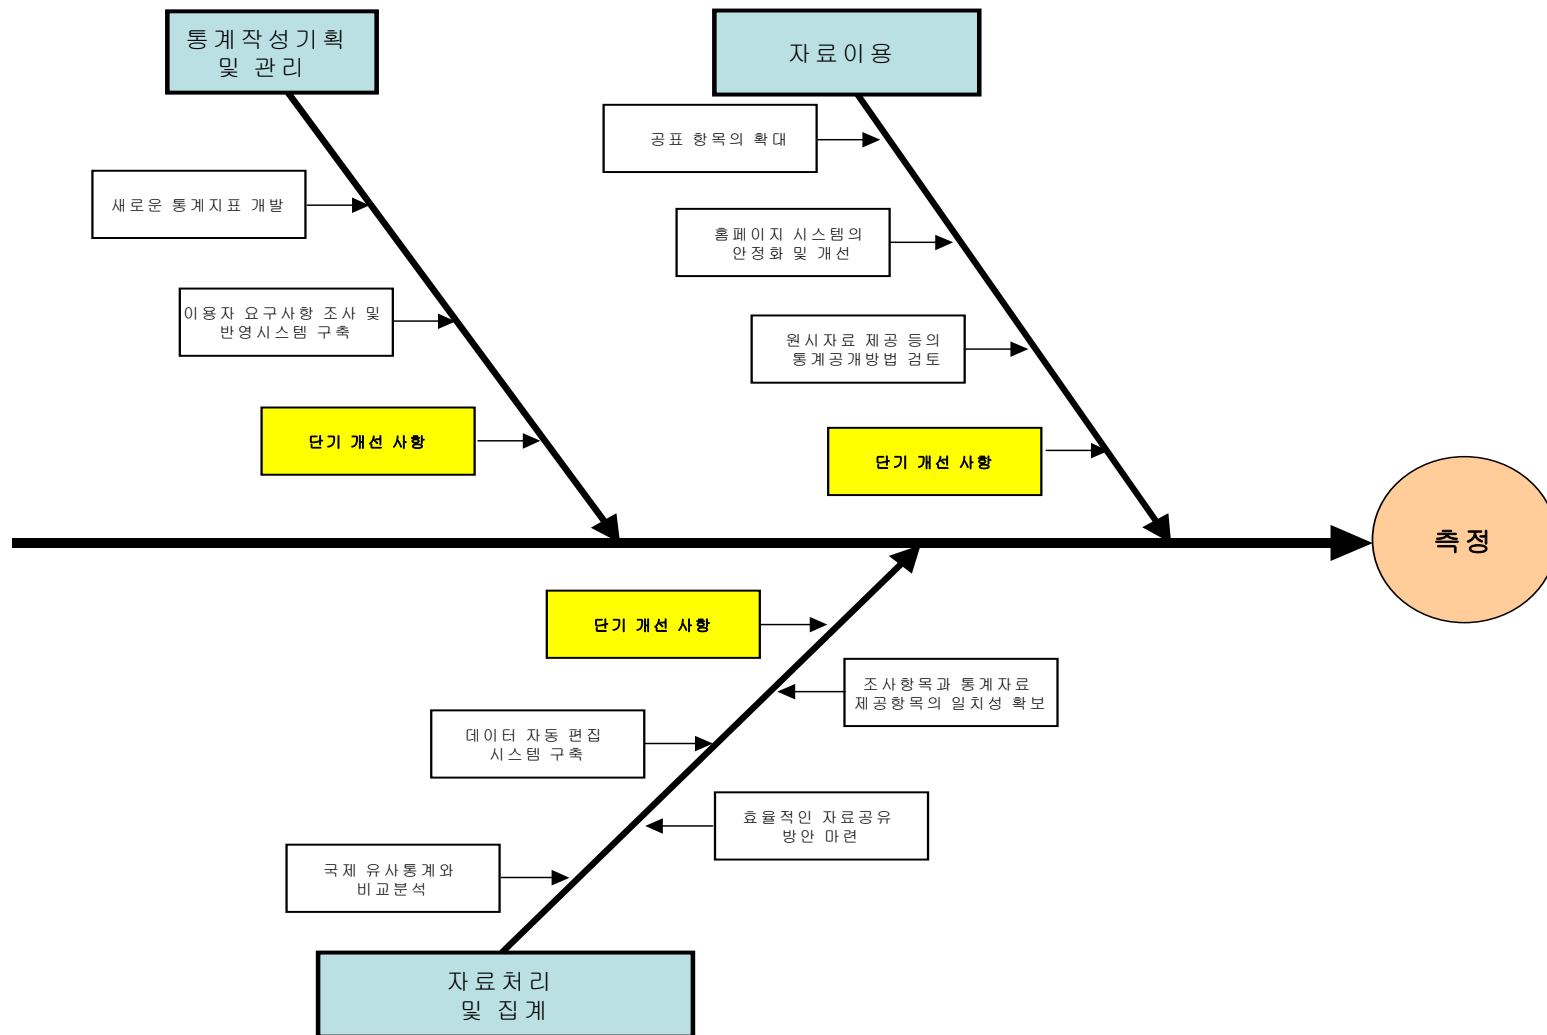 통계작성기획
및 관리
자료이용
공표 항목의 확대
새로운 통계지표 개발
홈페이지 시스템의
안정화 및 개선
이용자 요구사항 조사 및
반영시스템 구축
원시자료 제공 등의
통계공개방법 검토
단기 개선 사항
단기 개선 사항
측정
단기 개선 사항
조사항목과 통계자료
제공항목의 일치성 확보
데이터 자동 편집
시스템 구축
효율적인 자료공유
방안 마련
국제 유사통계와
비교분석
자료처리
및 집계